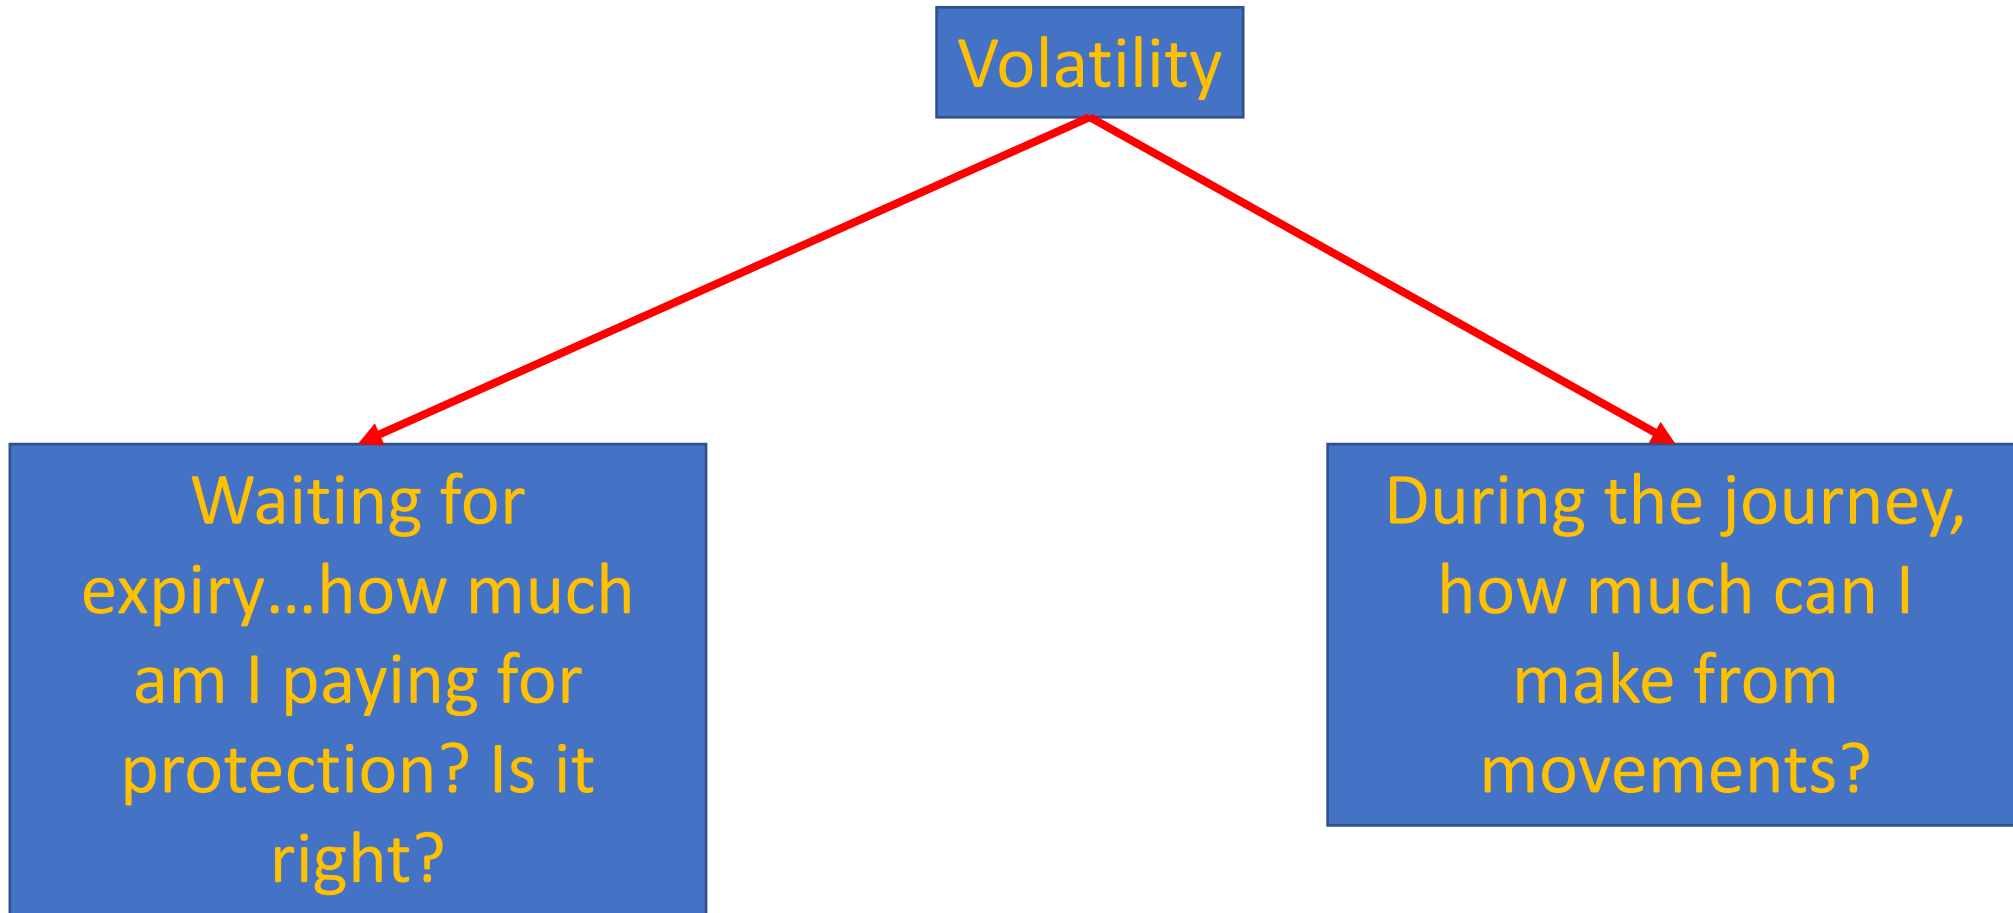 Volatility
Waiting for
expiry...how much
am I paying for
protection? Is it
right?
During the journey,
how much can I
make from
movements?